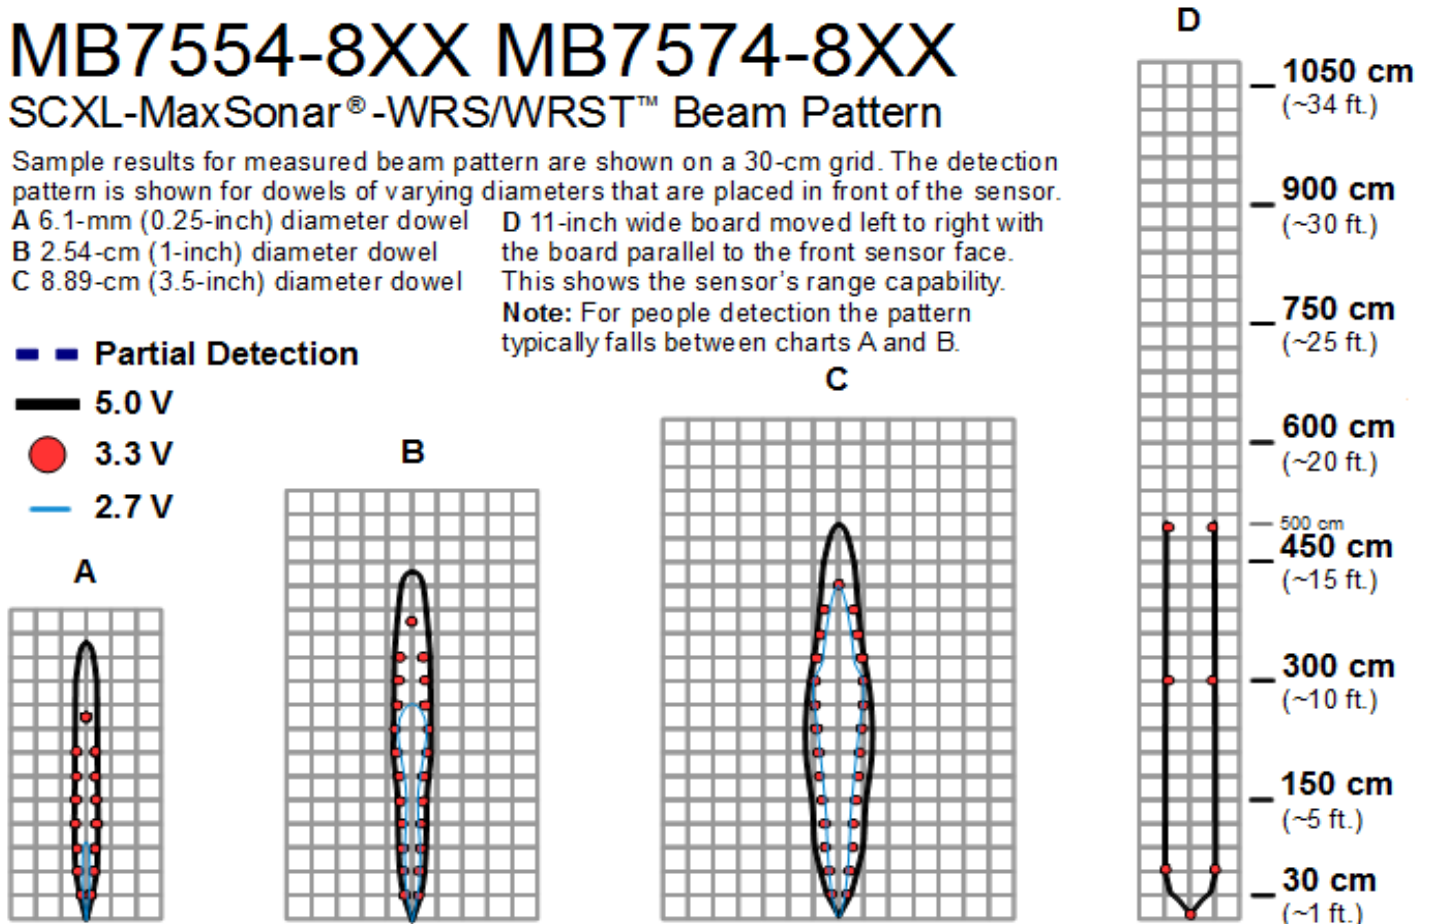 MB7554-8XX MB7574-8XX
SCXL-MaxSonar®-WRS/WRST™ Beam Pattern
Sample results for measured beam pattern are shown on a 30-cm grid. The detection
pattern is shown for dowels of varying diameters that are placed in front of the sensor.
A 6.1-mm (0.25-inch) diameter dowel
B 2.54-cm (1-inch) diameter dowel
C 8.89-cm (3.5-inch) diameter dowel
D 11-inch wide board moved left to right with
the board parallel to the front sensor face.
This shows the sensor's range capability.
Note: For people detection the pattern
typically falls between charts A and B.
Partial Detection
5.0 V
3.3 V
2.7 V
A
B
C
D
1050 cm
(~34 ft.)
900 cm
(~30 ft.)
750 cm
(~25 ft.)
600 cm
(~20 ft.)
500 cm
450 cm
(~15 ft.)
300 cm
(~10 ft.)
150 cm
(~5 ft.)
30 cm
(~1 ft.)